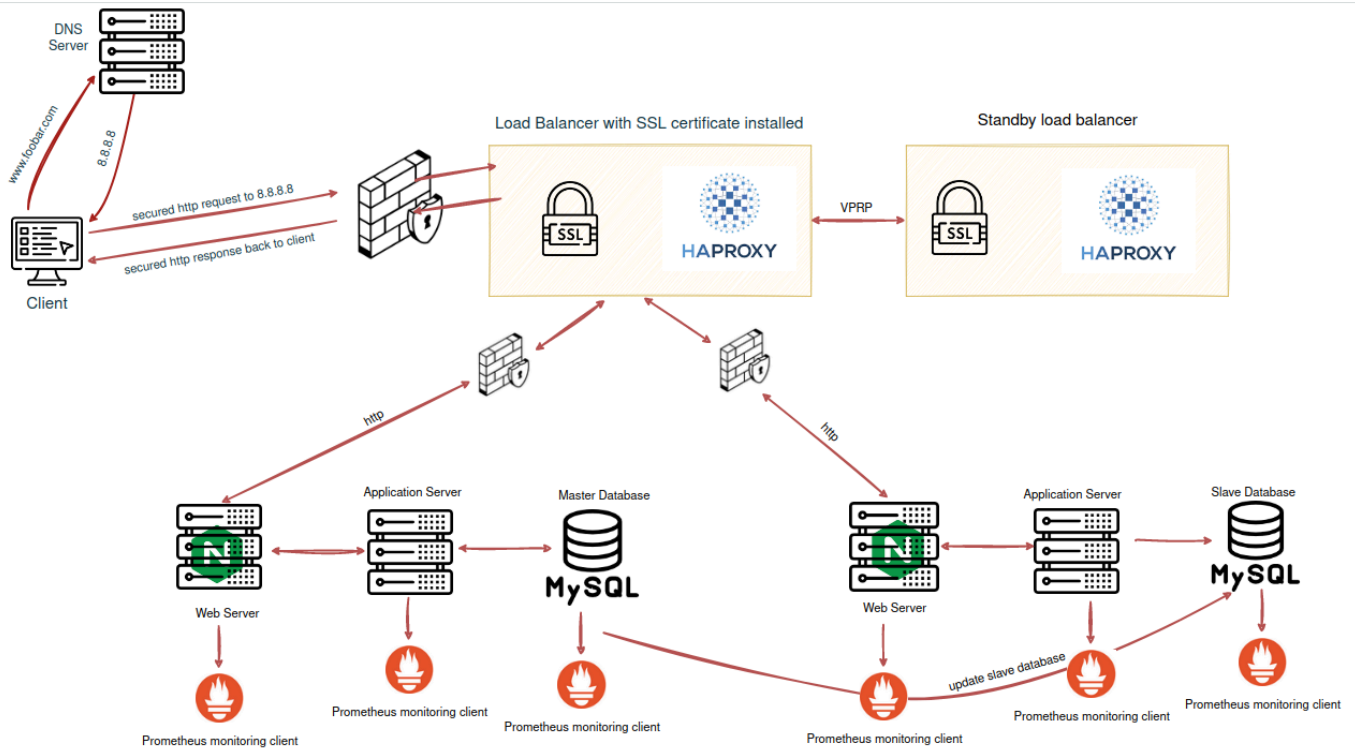 DNS
Server
www.foobar.com
8.8.8.8
Client
secured http request to 8.8.8.8
secured http response back to client
Load Balancer with SSL certificate installed
SSL
HAPROXY
VPRP
Standby load balancer
SSL
HAPROXY
http
http
Web Server
Application Server
Master Database
MySQL
Web Server
Application Server
Slave Database
MySQL
update slave database
Prometheus monitoring client
Prometheus monitoring client
Prometheus monitoring client
Prometheus monitoring client
Prometheus monitoring client
Prometheus monitoring client